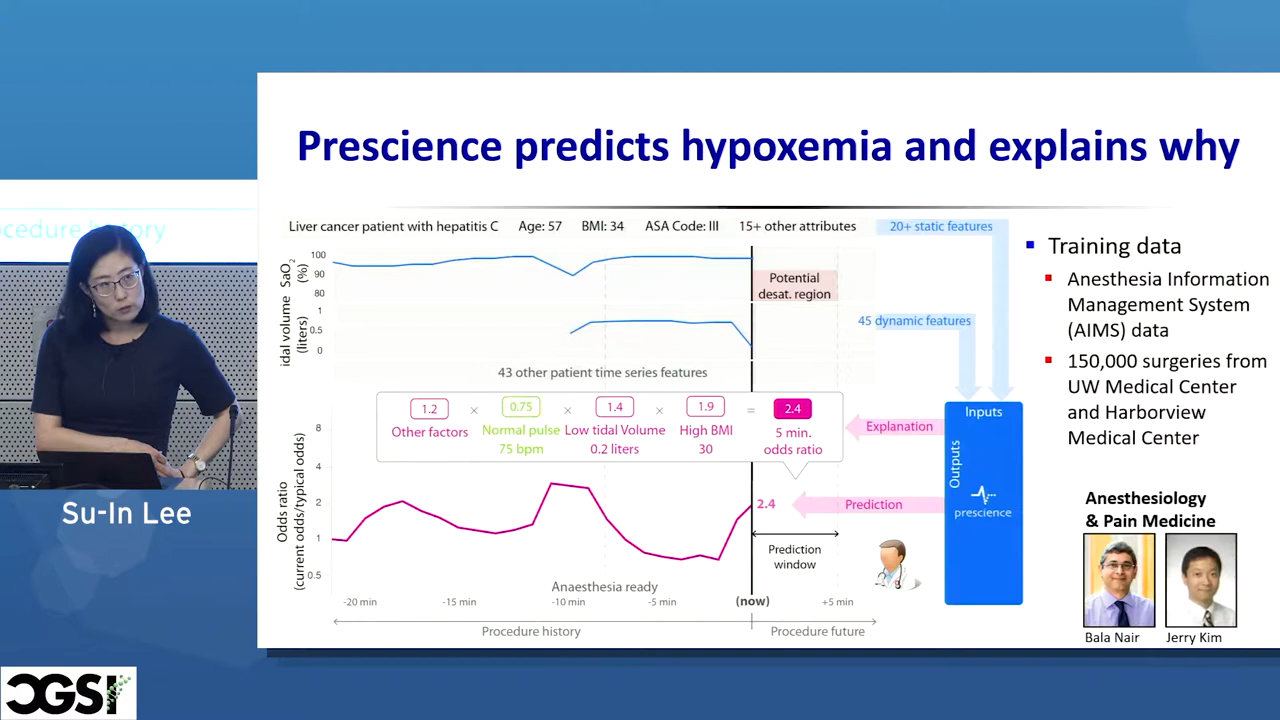 Prescience predicts hypoxemia and explains why
cedure history
Liver cancer patient with hepatitis C Age: 57 BMI: 34 ASA Code: III 15+ other attributes
20+ static features
SaO2
(%)
100
90
80
Potential
desat. region
idal volume
(liters)
1
0.5
0
45 dynamic features
43 other patient time series features
1.2 × 0.75 × 1.4 × 1.9 = 2.4
Other factors Normal pulse Low tidal Volume High BMI 5 min.
75 bpm 0.2 liters 30 odds ratio
Explanation
Inputs
Outputs
prescience
Odds ratio
(current odds/typical odds)
8
4
2
1
0.5
2.4
Prediction
Prediction
window
Anaesthesia ready
-20 min -15 min -10 min -5 min (now) +5 min
Procedure history Procedure future
Training data
Anesthesia Information
Management System
(AIMS) data
150,000 surgeries from
UW Medical Center
and Harborview
Medical Center
Anesthesiology
& Pain Medicine
Bala Nair Jerry Kim
Su-In Lee
CGSI